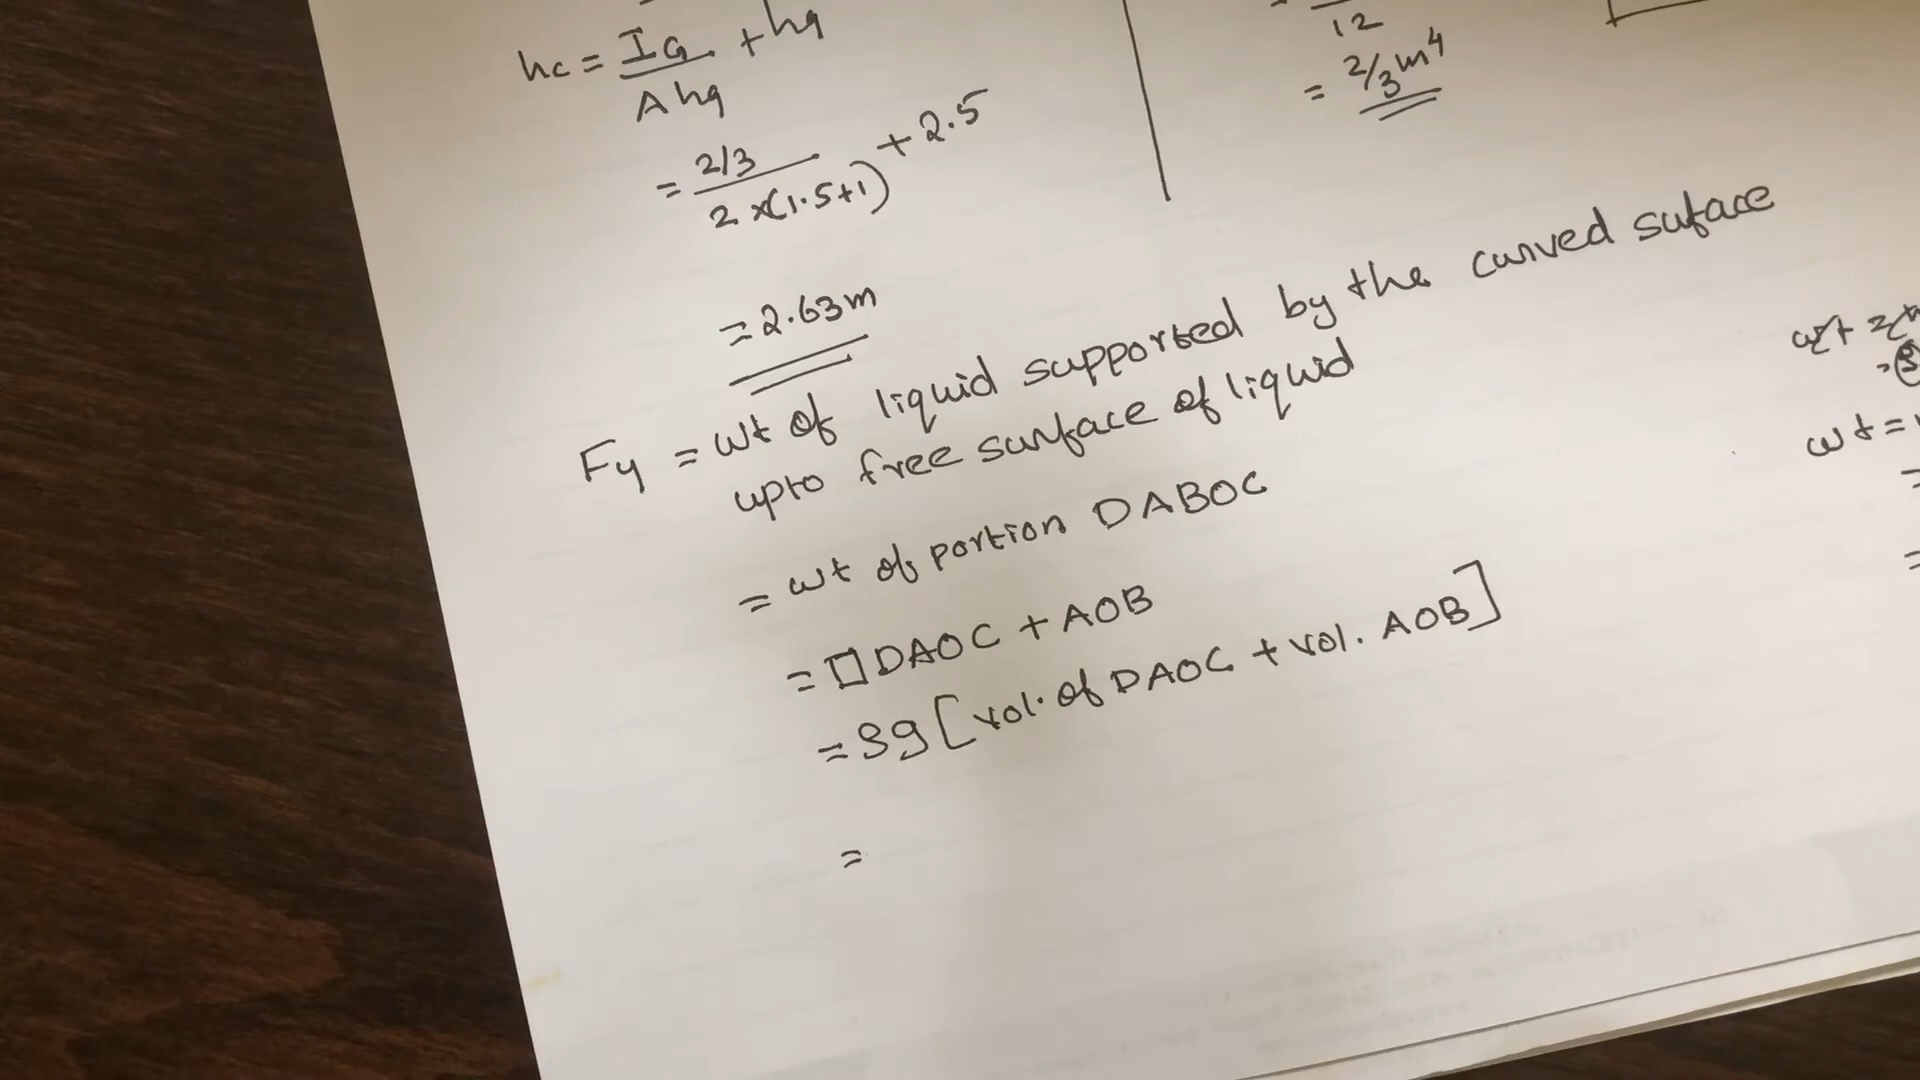 hc = IG / Ahg + hg
= 2/3 / 2 x(1.5+1) + 2.5
= 2.63m
12
= 2/3 m⁴
Fy = wt of liquid supported by the curved suface
upto free surface of liquid
= wt of portion DABOC
= □ DAOC + AOB
= ρg [vol. of DAOC + vol. AOB]
=
wt =